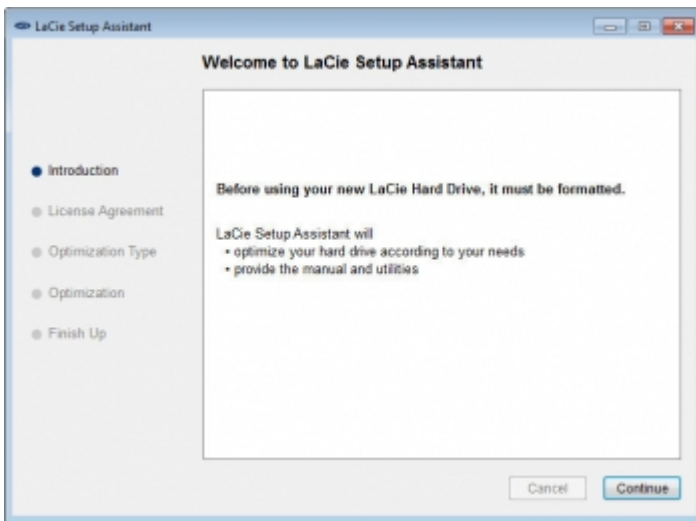 LaCie Setup Assistant
Welcome to LaCie Setup Assistant
Introduction
License Agreement
Optimization Type
Optimization
Finish Up
Before using your new LaCie Hard Drive, it must be formatted.
LaCie Setup Assistant will
• optimize your hard drive according to your needs
• provide the manual and utilities
Cancel
Continue